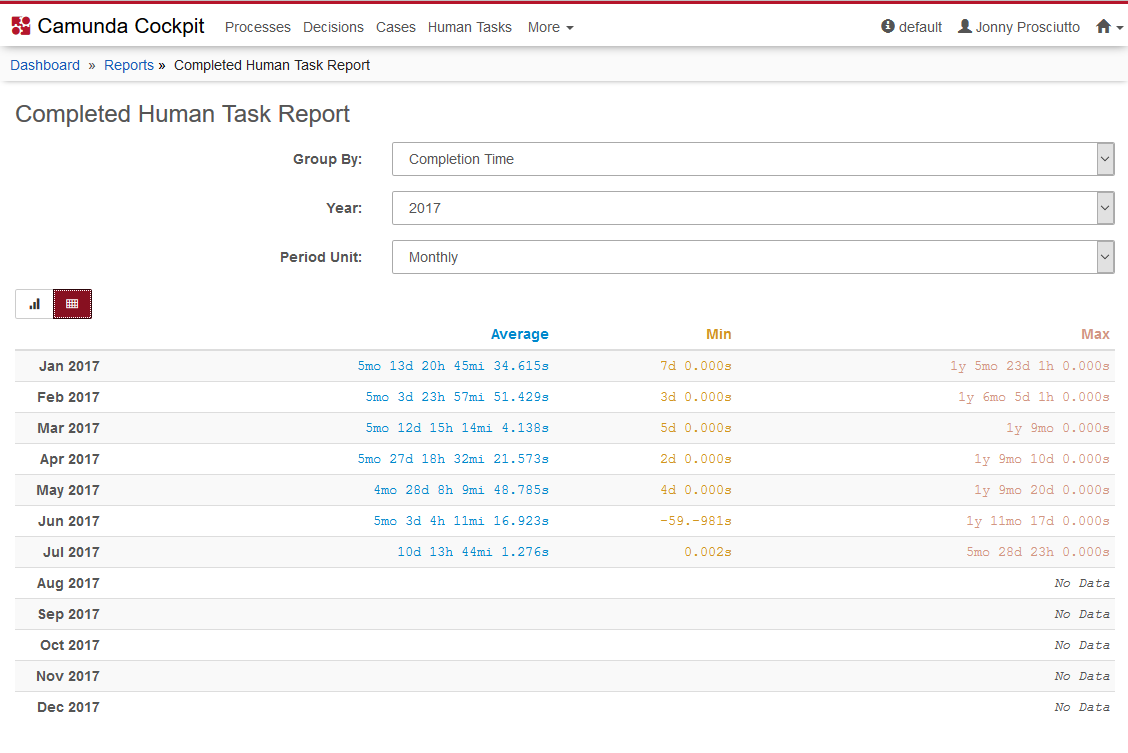 Camunda Cockpit Processes Decisions Cases Human Tasks More default Jonny Prosciutto
Dashboard » Reports » Completed Human Task Report
Completed Human Task Report
Group By: Completion Time
Year: 2017
Period Unit: Monthly
Average Min Max
Jan 2017 5mo 13d 20h 45mi 34.615s 7d 0.000s 1y 5mo 23d 1h 0.000s
Feb 2017 5mo 3d 23h 57mi 51.429s 3d 0.000s 1y 6mo 5d 1h 0.000s
Mar 2017 5mo 12d 15h 14mi 4.138s 5d 0.000s 1y 9mo 0.000s
Apr 2017 5mo 27d 18h 32mi 21.573s 2d 0.000s 1y 9mo 10d 0.000s
May 2017 4mo 28d 8h 9mi 48.785s 4d 0.000s 1y 9mo 20d 0.000s
Jun 2017 5mo 3d 4h 11mi 16.923s -59.-981s 1y 11mo 17d 0.000s
Jul 2017 10d 13h 44mi 1.276s 0.002s 5mo 28d 23h 0.000s
Aug 2017 No Data
Sep 2017 No Data
Oct 2017 No Data
Nov 2017 No Data
Dec 2017 No Data